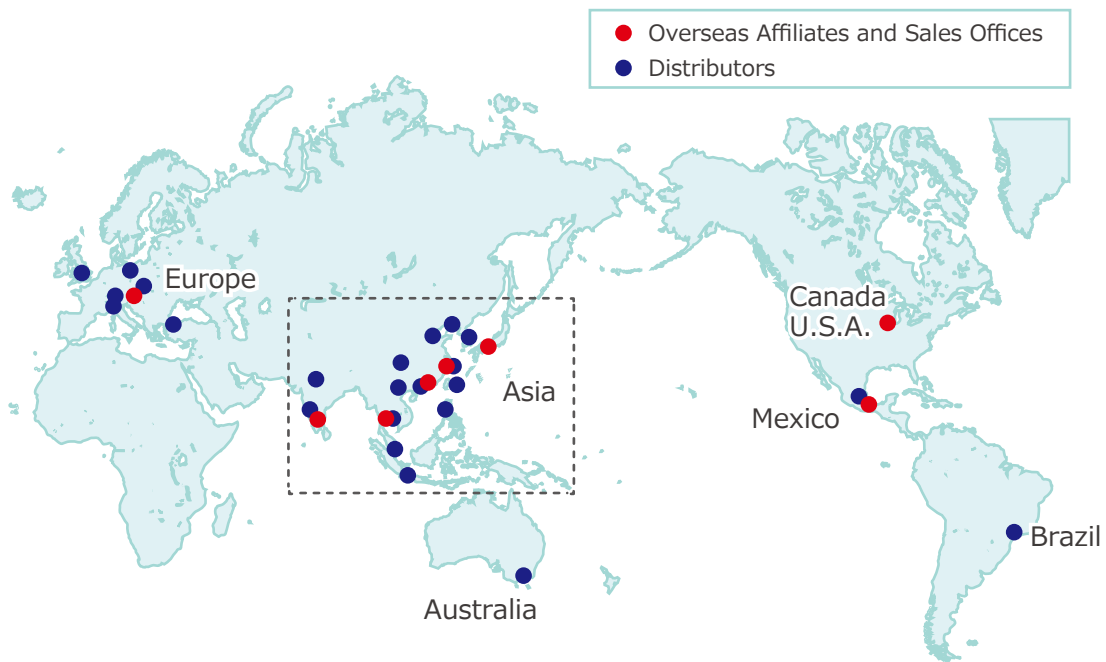 Overseas Affiliates and Sales Offices
Distributors
Europe
Canada
U.S.A.
Asia
Mexico
Brazil
Australia